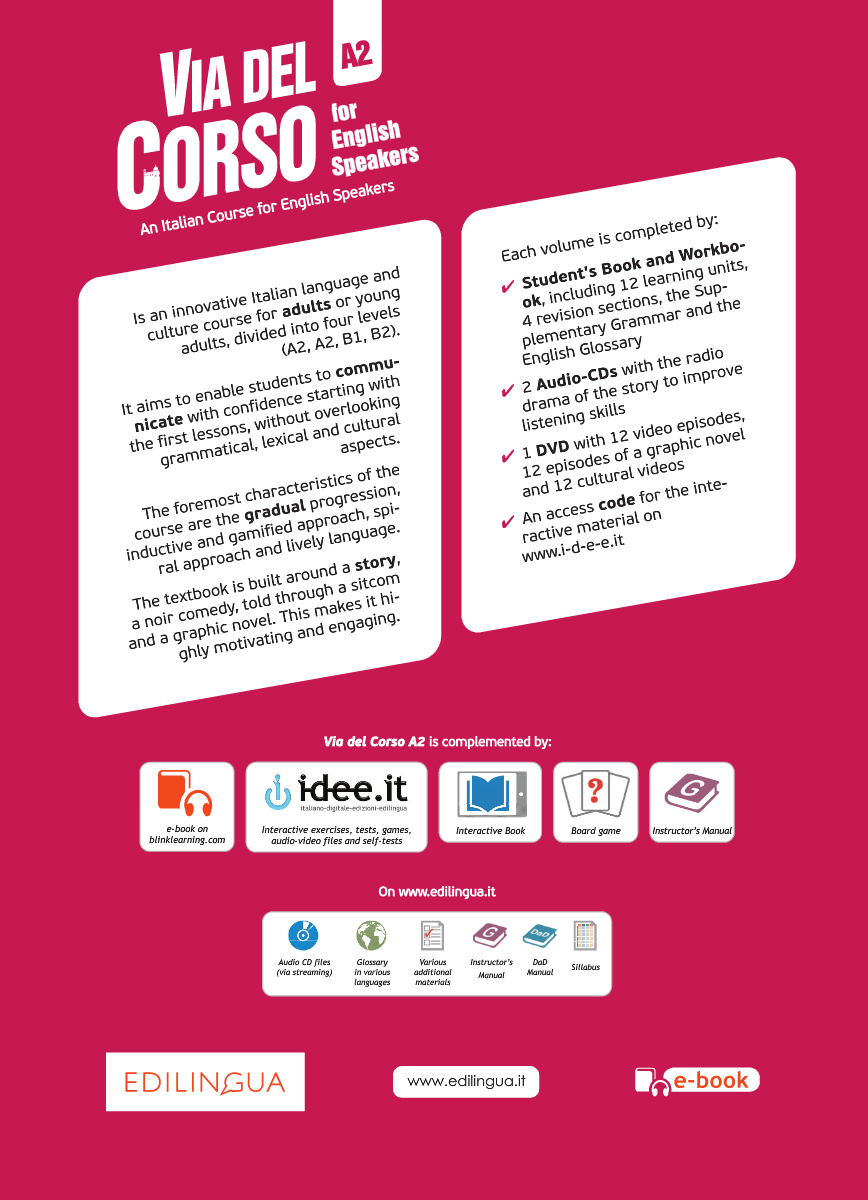 VIA DEL
CORSO
A2
for
English
Speakers
An Italian Course for English Speakers
Is an innovative Italian language and
culture course for adults or young
adults, divided into four levels
(A2, A2, B1, B2).
It aims to enable students to commu-
nicate with confidence starting with
the first lessons, without overlooking
grammatical, lexical and cultural
aspects.
The foremost characteristics of the
course are the gradual progression,
inductive and gamified approach, spi-
ral approach and lively language.
The textbook is built around a story,
a noir comedy, told through a sitcom
and a graphic novel. This makes it hi-
ghly motivating and engaging.
Each volume is completed by:
✔ Student's Book and Workbo-
ok, including 12 learning units,
4 revision sections, the Sup-
plementary Grammar and the
English Glossary
✔ 2 Audio-CDs with the radio
drama of the story to improve
listening skills
✔ 1 DVD with 12 video episodes,
12 episodes of a graphic novel
and 12 cultural videos
✔ An access code for the inte-
ractive material on
www.i-d-e-e.it
Via del Corso A2 is complemented by:
e-book on
blinklearning.com
i-d-e-e.it
italiano-digitale-edizioni-edilingua
Interactive exercises, tests, games,
audio-video files and self-tests
Interactive Book
?
Board game
G
Instructor's Manual
On www.edilingua.it
Audio CD files
(via streaming)
Glossary
in various
languages
Various
additional
materials
G
Instructor's
Manual
DaD
DaD
Manual
Sillabus
EDILINGUA
www.edilingua.it
e-book